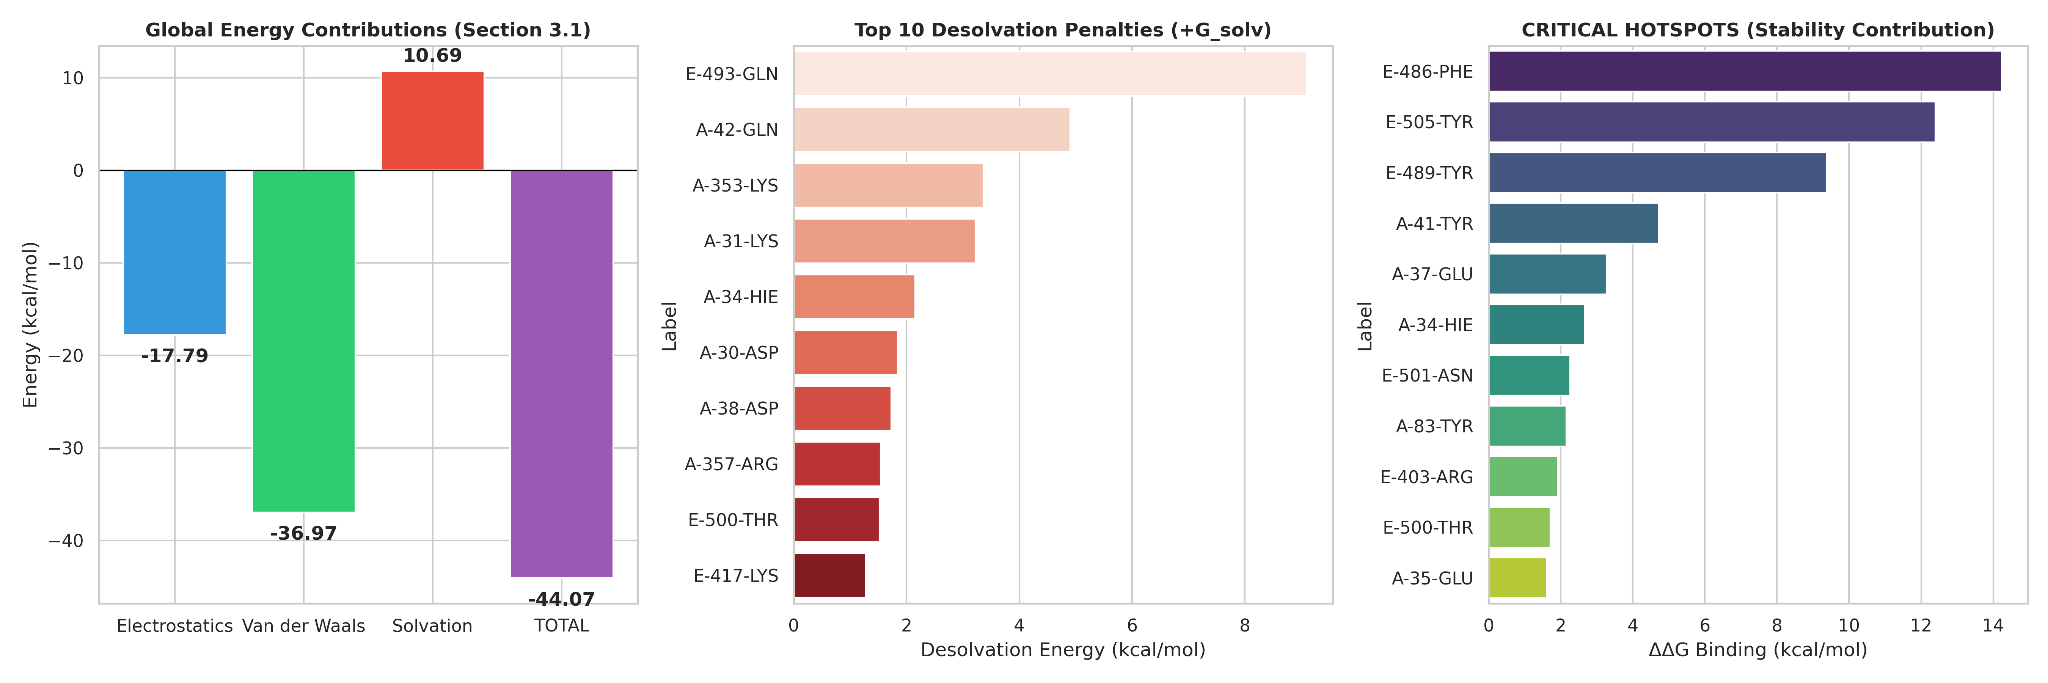 Global Energy Contributions (Section 3.1)
Energy (kcal/mol)
10
0
−10
−20
−30
−40
-17.79
-36.97
10.69
-44.07
Electrostatics
Van der Waals
Solvation
TOTAL
Top 10 Desolvation Penalties (+G_solv)
Label
E-493-GLN
A-42-GLN
A-353-LYS
A-31-LYS
A-34-HIE
A-30-ASP
A-38-ASP
A-357-ARG
E-500-THR
E-417-LYS
0
2
4
6
8
Desolvation Energy (kcal/mol)
CRITICAL HOTSPOTS (Stability Contribution)
Label
E-486-PHE
E-505-TYR
E-489-TYR
A-41-TYR
A-37-GLU
A-34-HIE
E-501-ASN
A-83-TYR
E-403-ARG
E-500-THR
A-35-GLU
0
2
4
6
8
10
12
14
ΔΔG Binding (kcal/mol)